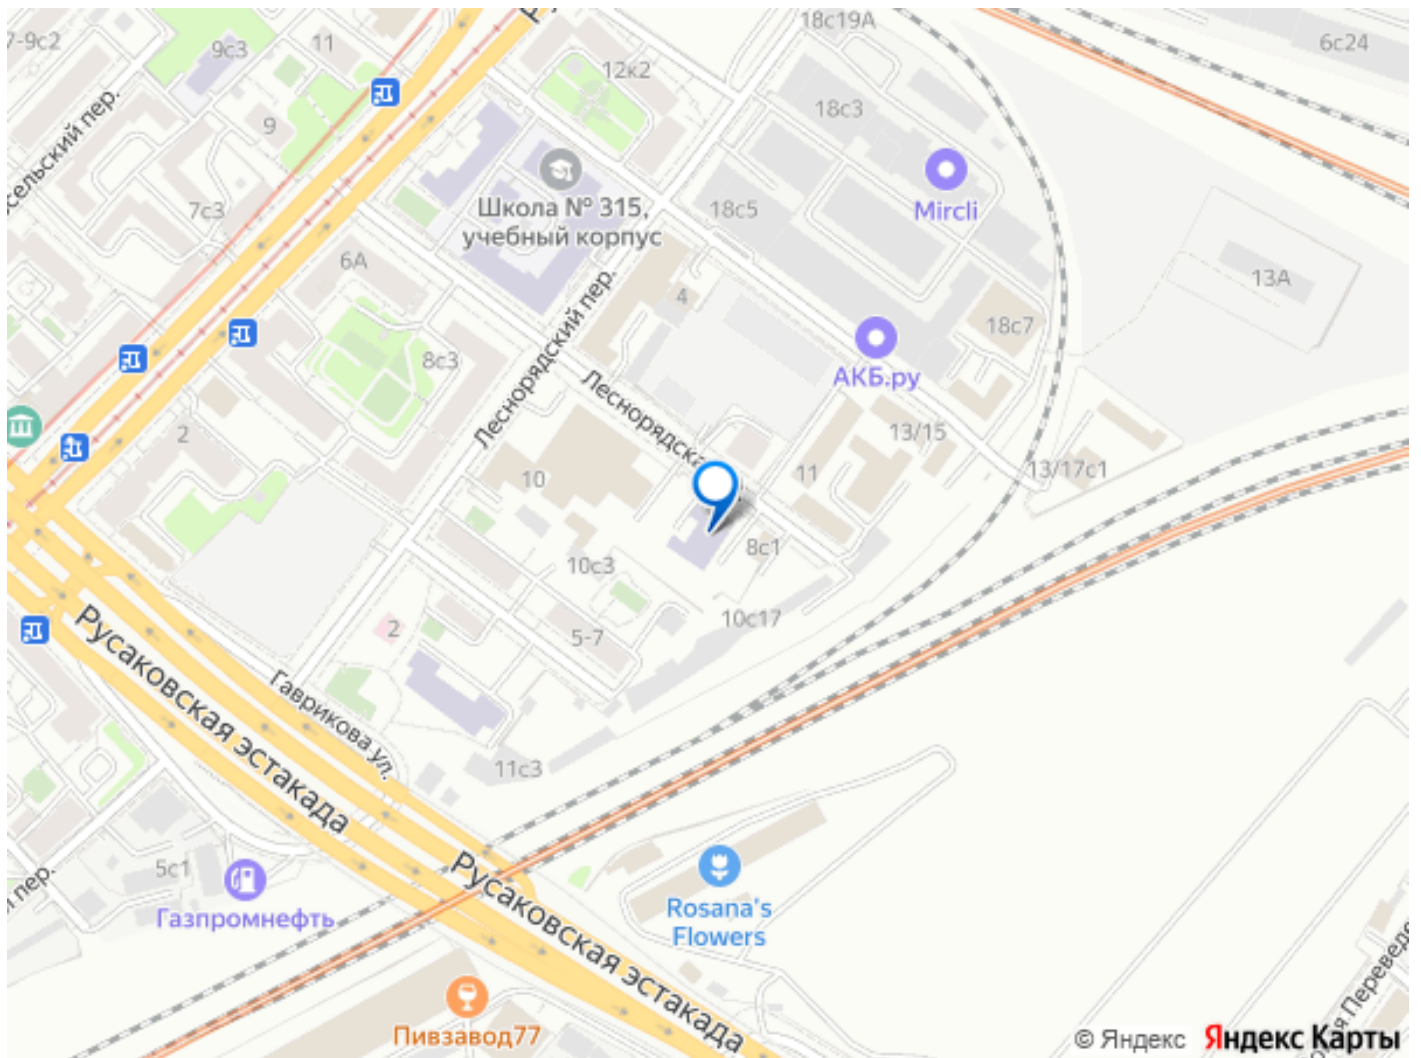 7-9с2
9с3
11
12к2
18с19А
6с24
сельский пер.
9
18с3
7с3
Школа № 315,
учебный корпус
18с5
Mircli
6А
4
13А
18с7
8с3
АКБ.ру
Леснорядский пер.
Леснорядска
2
13/15
10
11
13/17с1
8с1
10с3
10с17
2
5-7
Русаковская эстакада
Гаврикова ул.
11с3
5с1
пер.
Газпромнефть
Русаковская эстакада
Rosana's
Flowers
Пивзавод77
я Переведе
© Яндекс Яндекс Карты